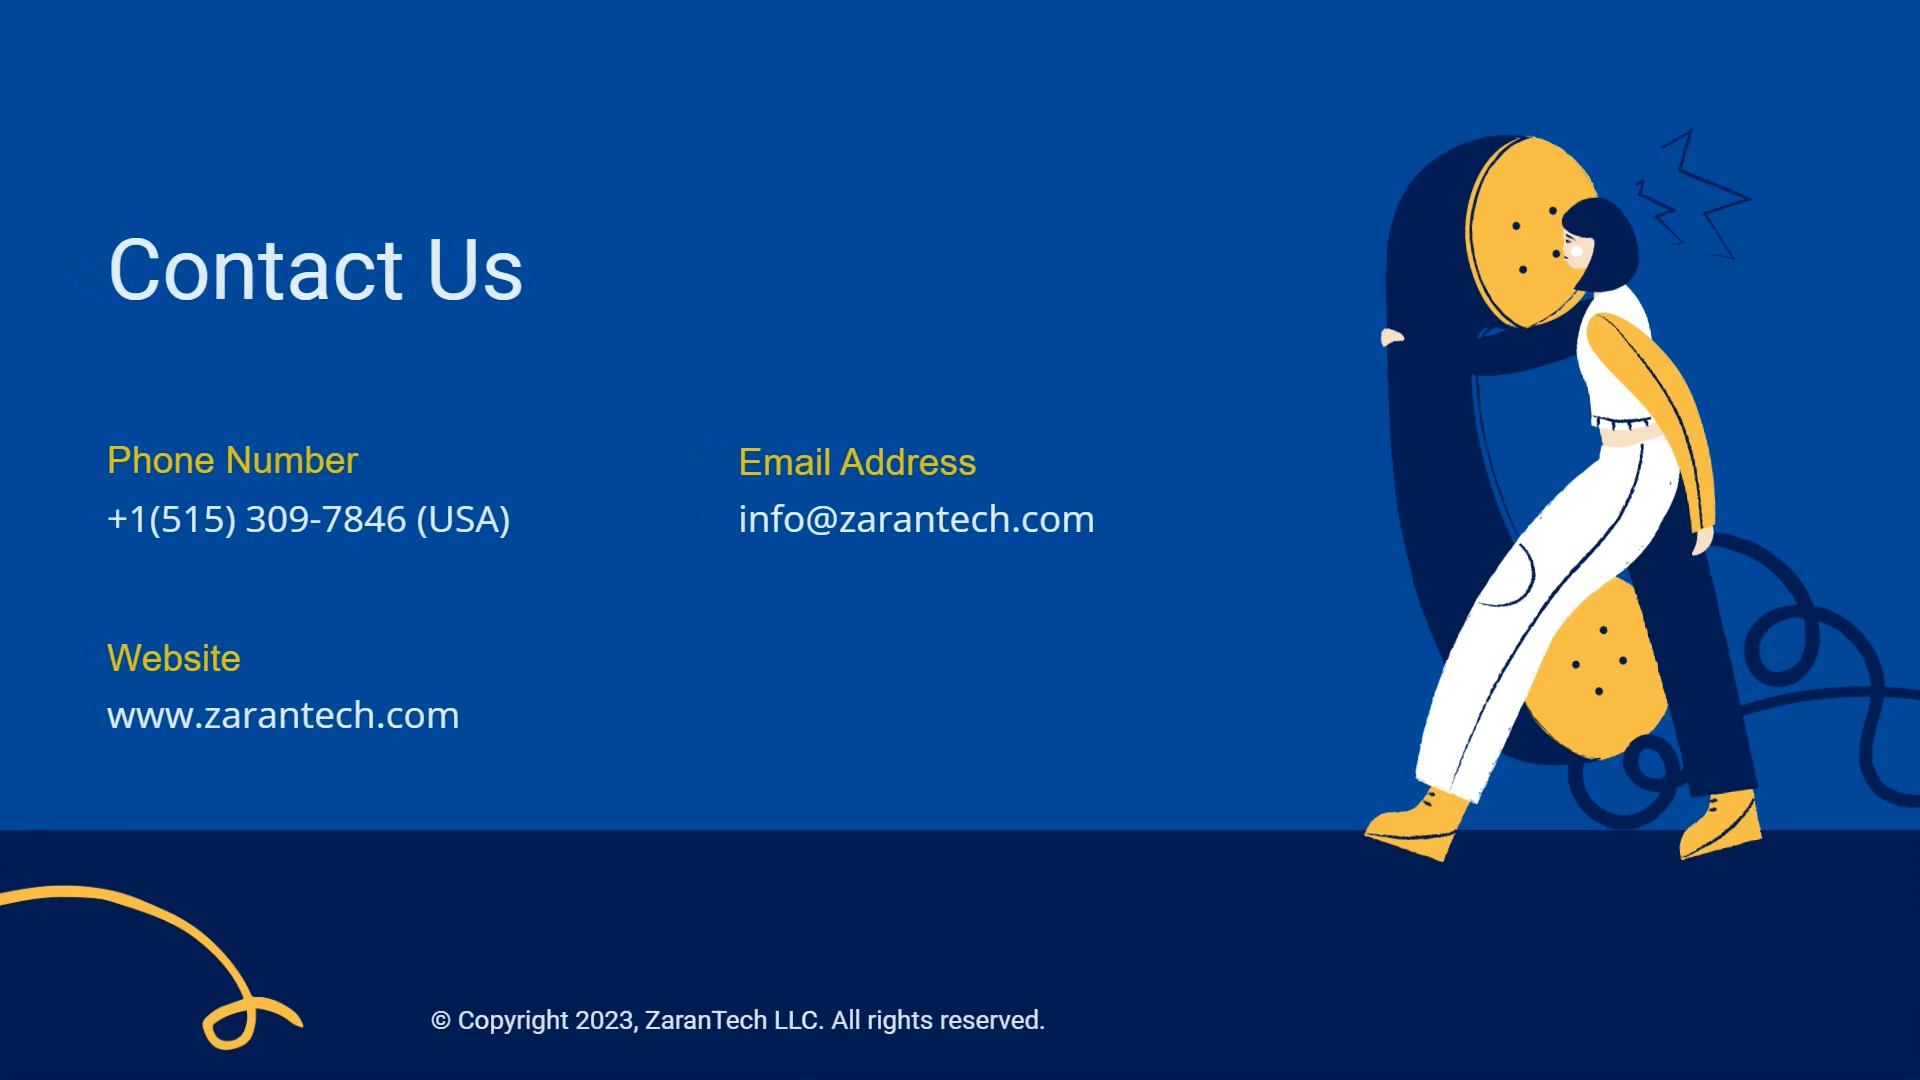 Contact Us
Phone Number
+1(515) 309-7846 (USA)
Email Address
info@zarantech.com
Website
www.zarantech.com
© Copyright 2023, ZaranTech LLC. All rights reserved.